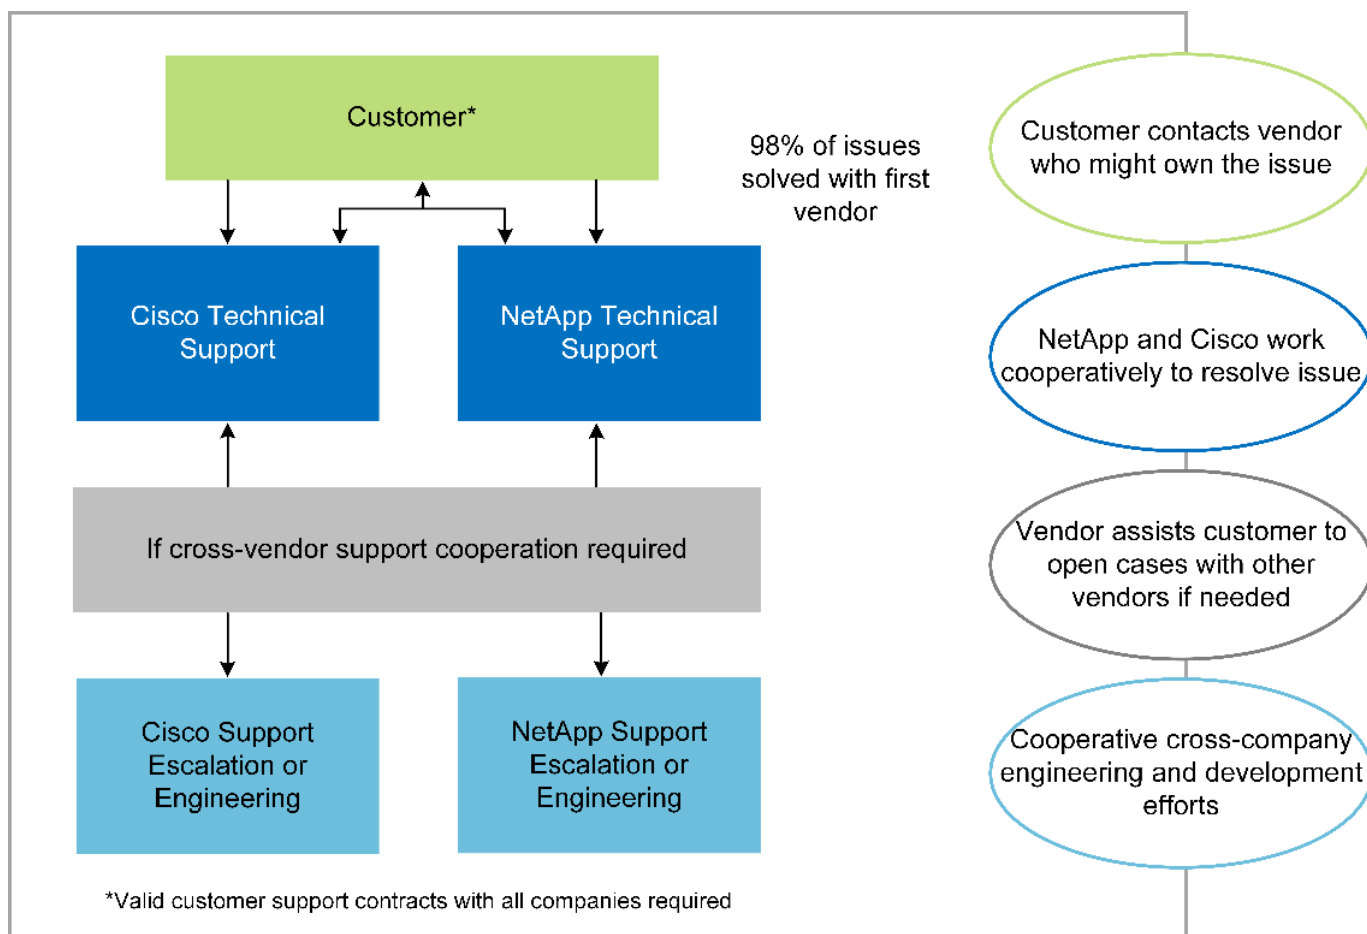 Customer*
98% of issues
solved with first
vendor
Cisco Technical
Support
NetApp Technical
Support
If cross-vendor support cooperation required
Cisco Support
Escalation or
Engineering
NetApp Support
Escalation or
Engineering
*Valid customer support contracts with all companies required
Customer contacts vendor
who might own the issue
NetApp and Cisco work
cooperatively to resolve issue
Vendor assists customer to
open cases with other
vendors if needed
Cooperative cross-company
engineering and development
efforts